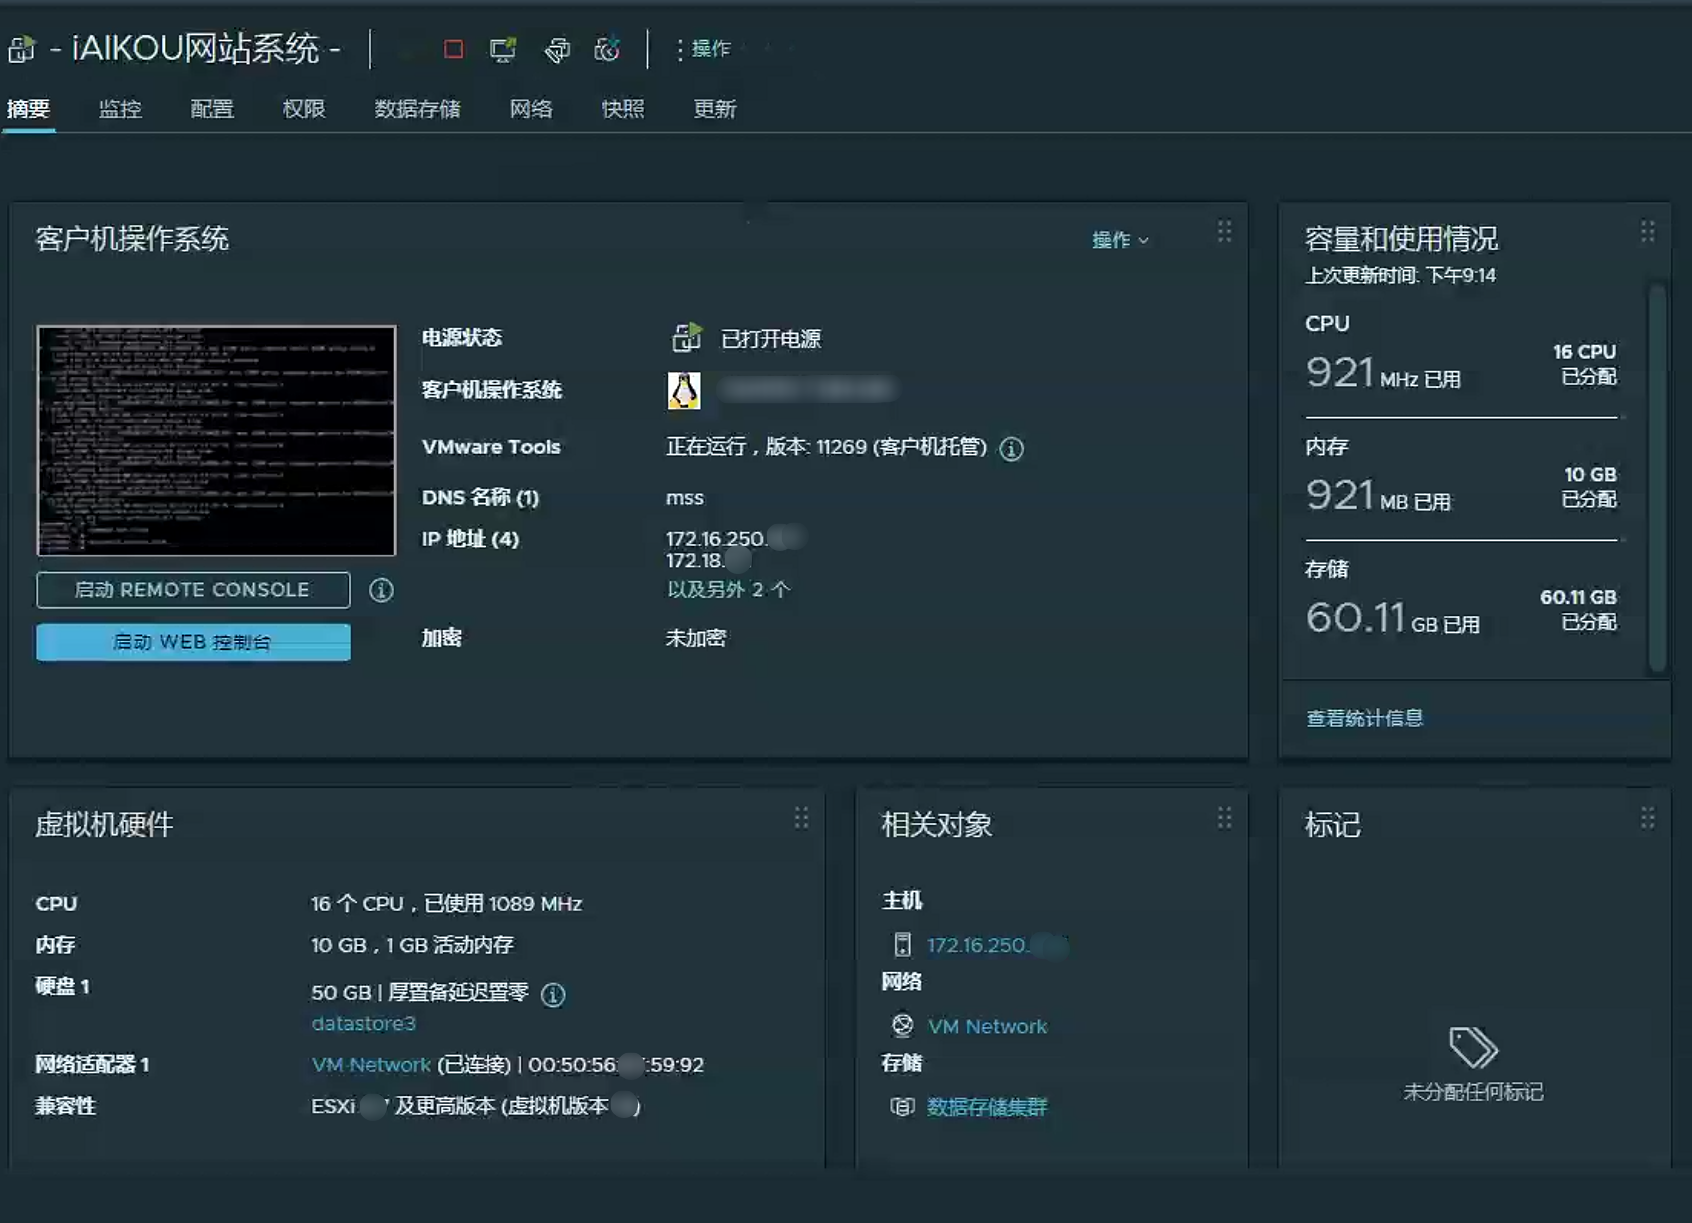 - iAIKOU网站系统 -
操作
摘要 监控 配置 权限 数据存储 网络 快照 更新
客户机操作系统
操作
启动 REMOTE CONSOLE
启动 WEB 控制台
电源状态 已打开电源
客户机操作系统
VMware Tools 正在运行，版本: 11269 (客户机托管)
DNS 名称 (1) mss
IP 地址 (4) 172.16.250.
172.18.
以及另外 2 个
加密 未加密
容量和使用情况
上次更新时间: 下午9:14
CPU
921 MHz 已用 16 CPU 已分配
内存
921 MB 已用 10 GB 已分配
存储
60.11 GB 已用 60.11 GB 已分配
查看统计信息
虚拟机硬件
CPU 16 个 CPU，已使用 1089 MHz
内存 10 GB，1 GB 活动内存
硬盘 1 50 GB | 厚置备延迟置零
datastore3
网络适配器 1 VM Network (已连接) | 00:50:56: :59:92
兼容性 ESXi 及更高版本 (虚拟机版本 )
相关对象
主机
172.16.250.
网络
VM Network
存储
数据存储集群
标记
未分配任何标记